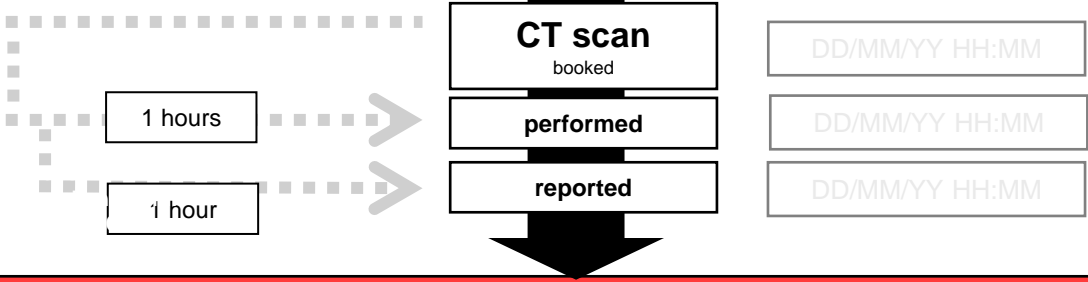 CT scan
booked
DD/MM/YY HH:MM
1 hours
performed
DD/MM/YY HH:MM
reported
DD/MM/YY HH:MM
1 hour